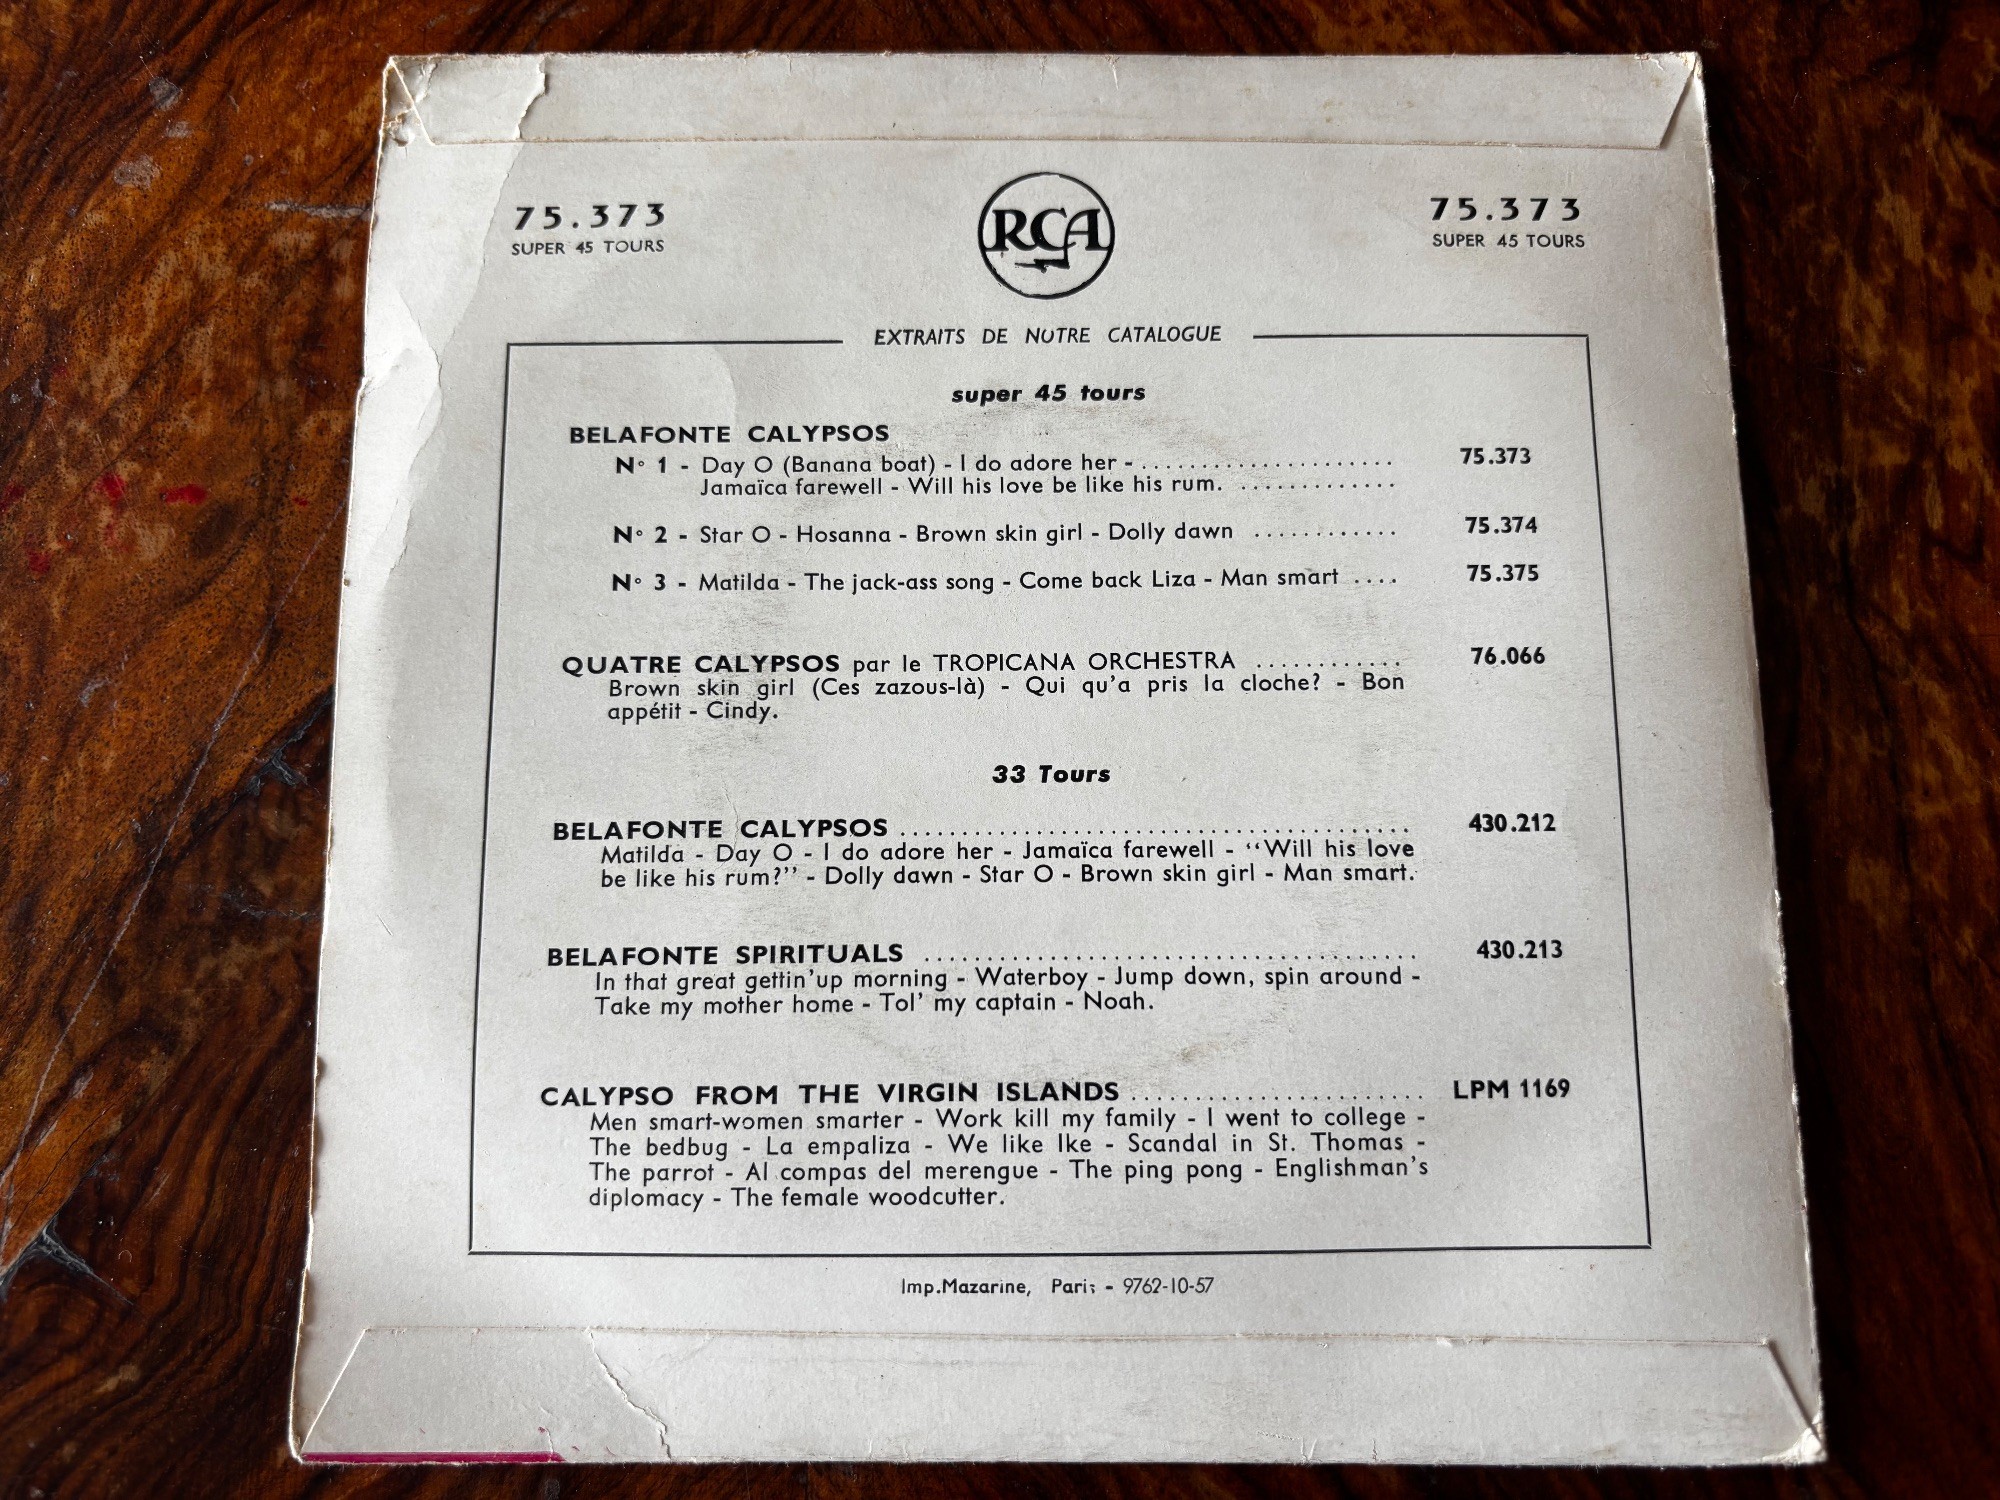 75.373
SUPER 45 TOURS
RCA
75.373
SUPER 45 TOURS
EXTRAITS DE NOTRE CATALOGUE
super 45 tours
BELAFONTE CALYPSOS
N° 1 - Day O (Banana boat) - I do adore her - ..................... 75.373
Jamaïca farewell - Will his love be like his rum. .............
N° 2 - Star O - Hosanna - Brown skin girl - Dolly dawn ............ 75.374
N° 3 - Matilda - The jack-ass song - Come back Liza - Man smart .... 75.375
QUATRE CALYPSOS par le TROPICANA ORCHESTRA ............ 76.066
Brown skin girl (Ces zazous-là) - Qui qu'a pris la cloche? - Bon
appétit - Cindy.
33 Tours
BELAFONTE CALYPSOS ........................................ 430.212
Matilda - Day O - I do adore her - Jamaïca farewell - “Will his love
be like his rum?” - Dolly dawn - Star O - Brown skin girl - Man smart.
BELAFONTE SPIRITUALS ...................................... 430.213
In that great gettin'up morning - Waterboy - Jump down, spin around -
Take my mother home - Tol' my captain - Noah.
CALYPSO FROM THE VIRGIN ISLANDS ....................... LPM 1169
Men smart-women smarter - Work kill my family - I went to college -
The bedbug - La empaliza - We like Ike - Scandal in St. Thomas -
The parrot - Al compas del merengue - The ping pong - Englishman's
diplomacy - The female woodcutter.
Imp.Mazarine, Paris - 9762-10-57